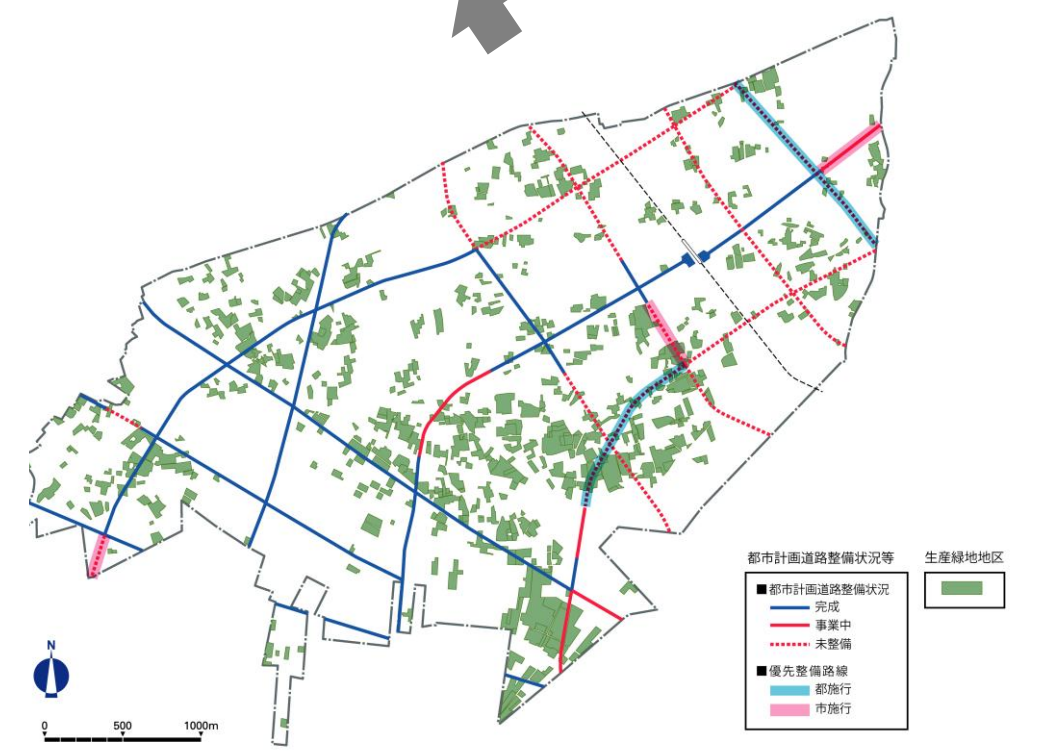 都市計画道路整備状況等
生産緑地地区
■都市計画道路整備状況
完成
事業中
未整備
■優先整備路線
都施行
市施行
N
0 500 1000m